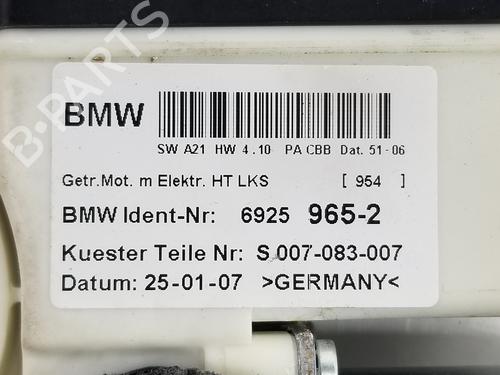 B-PARTS
BMW
SW A21 HW 4.10 PA CBB Dat. 51-06
Getr.Mot. m Elektr. HT LKS [ 954 ]
BMW Ident-Nr: 6925 965-2
Kuester Teile Nr: S 007-083-007
Datum: 25-01-07 >GERMANY<